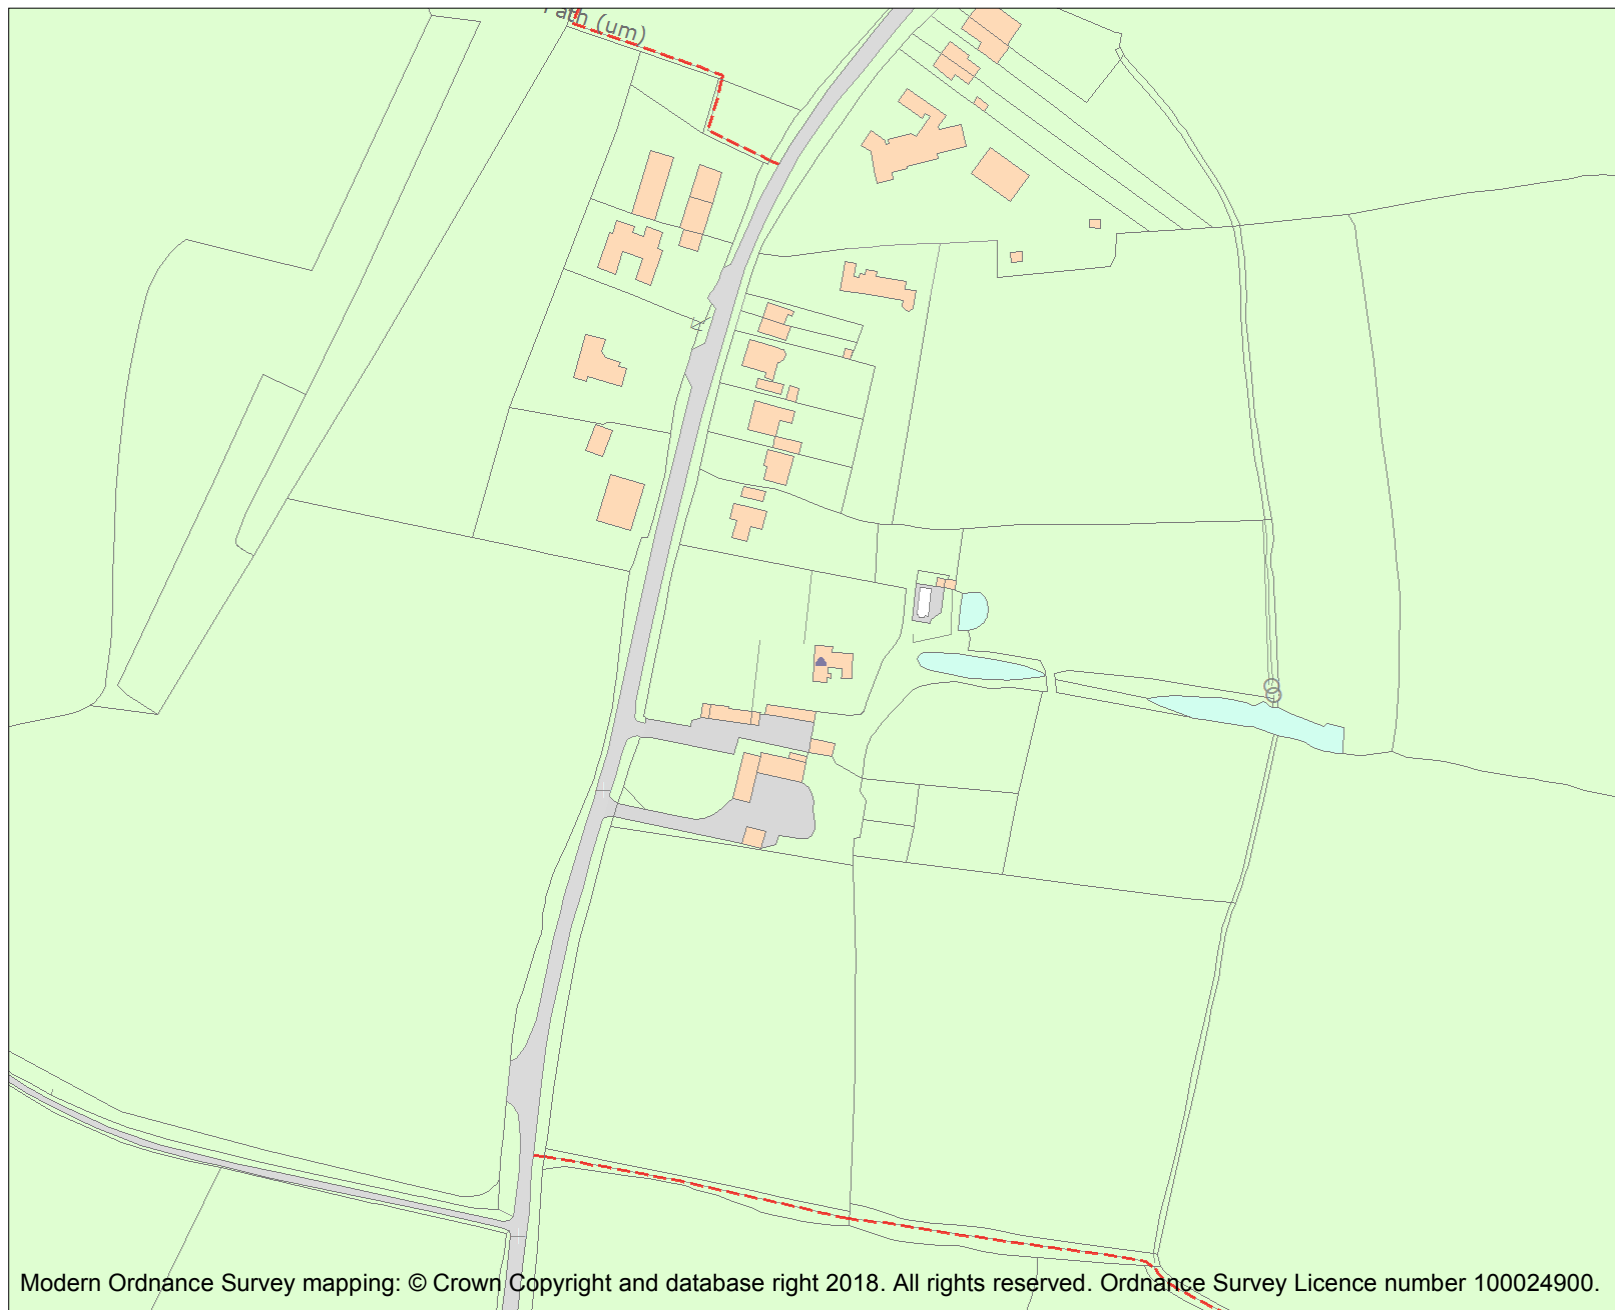 Path (um)
Modern Ordnance Survey mapping: © Crown Copyright and database right 2018. All rights reserved. Ordnance Survey Licence number 100024900.